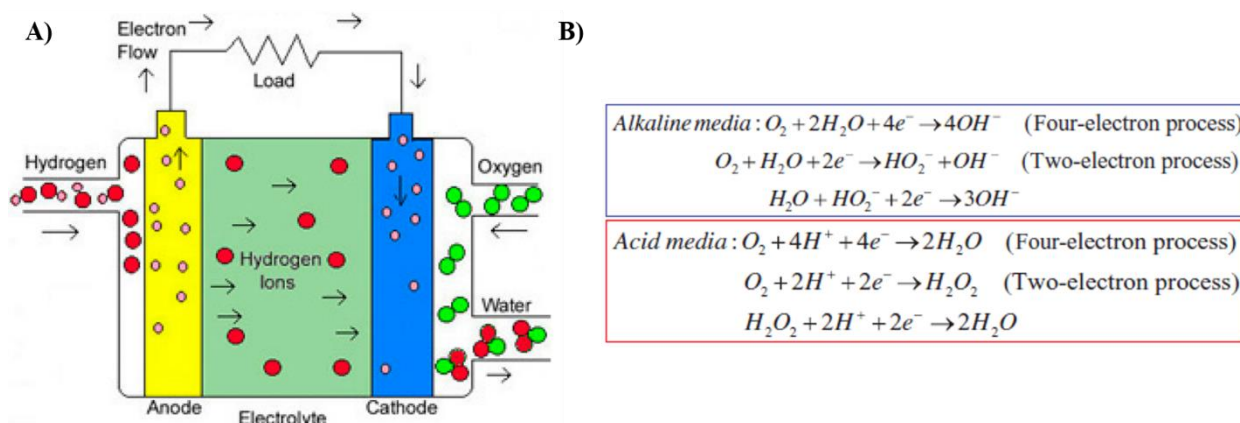 A)
Electron
Flow
Load
Hydrogen
Oxygen
Hydrogen
Ions
Water
Anode
Electrolyte
Cathode
B)
Alkaline media : O₂ + 2H₂O + 4e⁻ → 4OH⁻ (Four-electron process)
O₂ + H₂O + 2e⁻ → HO₂⁻ + OH⁻ (Two-electron process)
H₂O + HO₂⁻ + 2e⁻ → 3OH⁻
Acid media : O₂ + 4H⁺ + 4e⁻ → 2H₂O (Four-electron process)
O₂ + 2H⁺ + 2e⁻ → H₂O₂ (Two-electron process)
H₂O₂ + 2H⁺ + 2e⁻ → 2H₂O